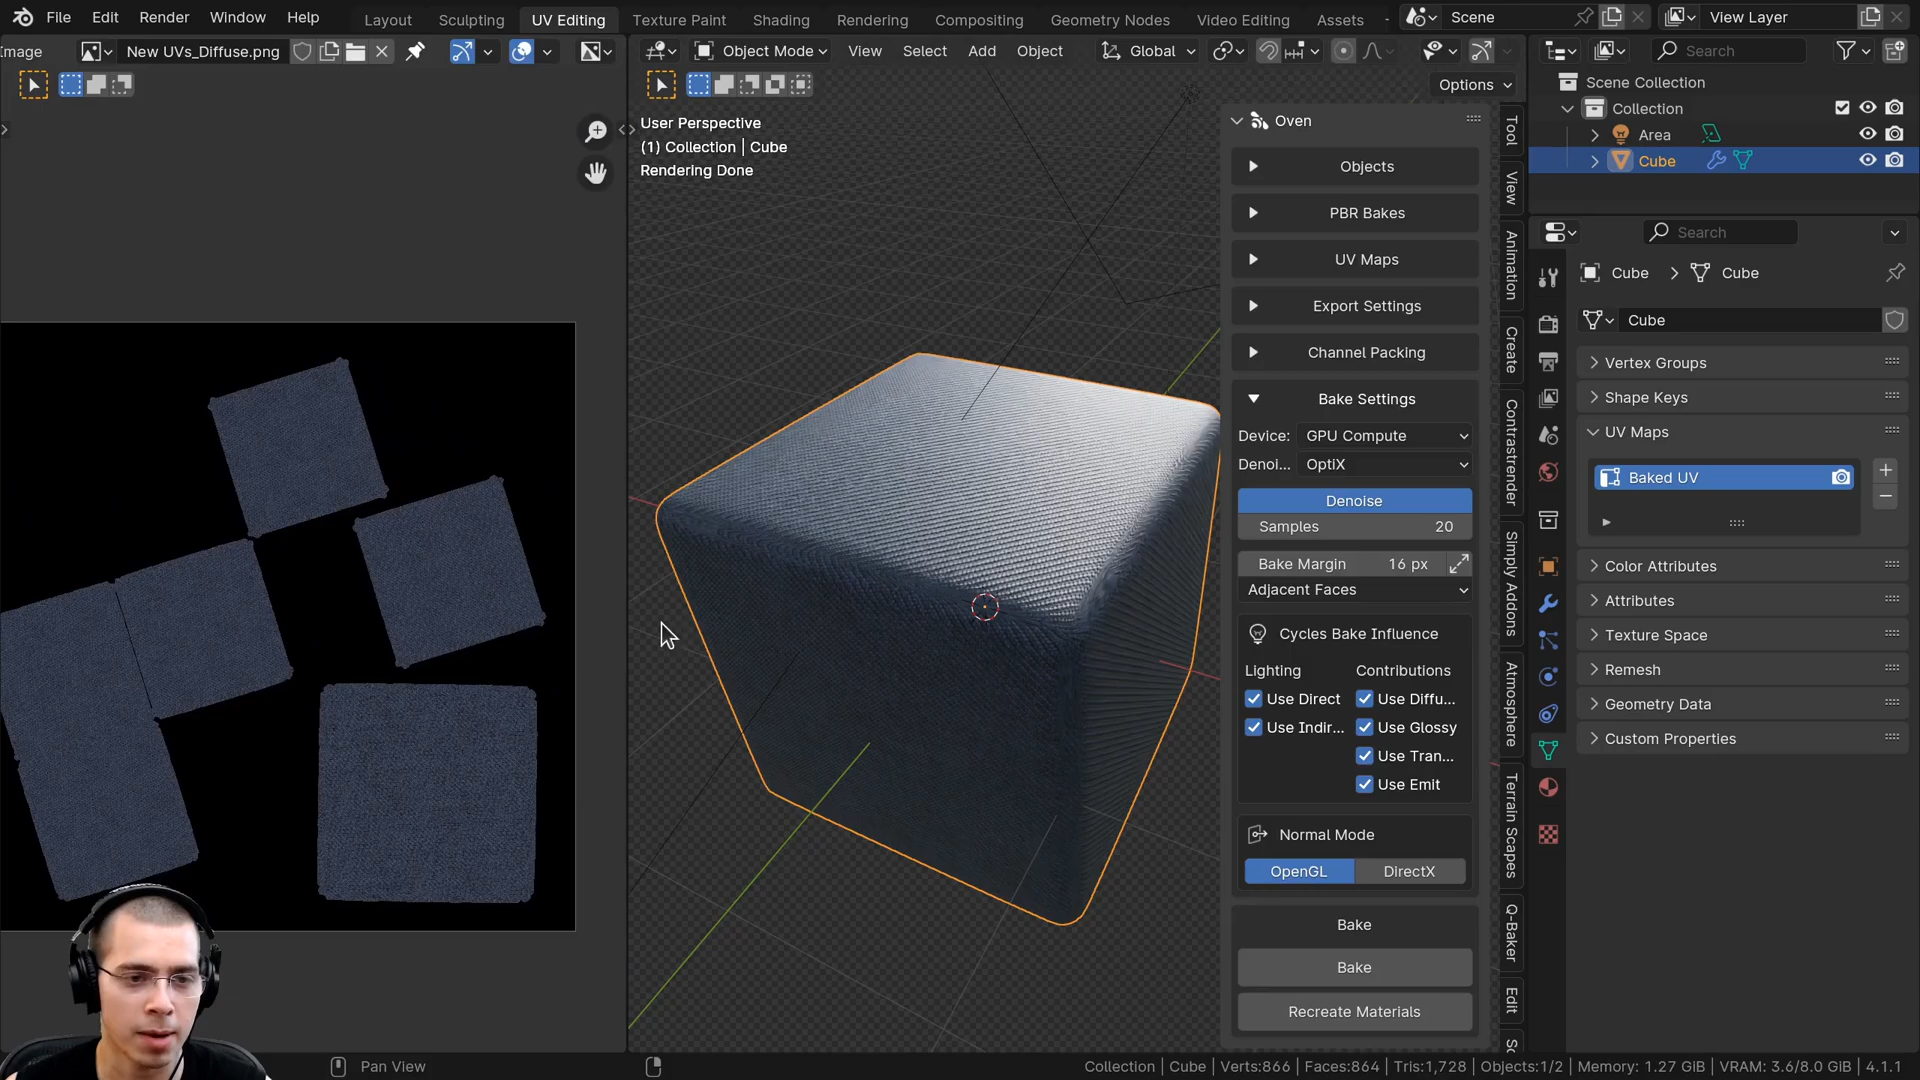 File Edit Render Window Help Layout Sculpting UV Editing Texture Paint Shading Rendering Compositing Geometry Nodes Video Editing Assets Scene View Layer
mage New UVs_Diffuse.png Object Mode View Select Add Object Global Search
Options
User Perspective
(1) Collection | Cube
Rendering Done
Oven
Objects
PBR Bakes
UV Maps
Export Settings
Channel Packing
Bake Settings
Device: GPU Compute
Denoi... OptiX
Denoise
Samples 20
Bake Margin 16 px
Adjacent Faces
Cycles Bake Influence
Lighting Contributions
Use Direct Use Diffu...
Use Indir... Use Glossy
Use Tran...
Use Emit
Normal Mode
OpenGL DirectX
Bake
Bake
Recreate Materials
Tool
View
Animation
Create
Contrastrender
Simply Addons
Atmosphere
Terrain Scapes
Q-Baker
Edit
Sc
Scene Collection
Collection
Area
Cube
Search
Cube Cube
Cube
Vertex Groups
Shape Keys
UV Maps
Baked UV
Color Attributes
Attributes
Texture Space
Remesh
Geometry Data
Custom Properties
Pan View
Collection | Cube | Verts:866 | Faces:864 | Tris:1,728 | Objects:1/2 | Memory: 1.27 GiB | VRAM: 3.6/8.0 GiB | 4.1.1